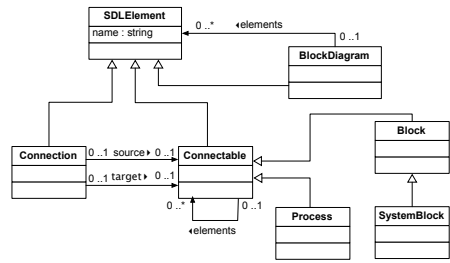 SDLElement
name : string
0 ..* ◂elements
0 ..1
BlockDiagram
Connection
0 ..1 source▸ 0 ..1
Connectable
Block
0 ..1 target▸ 0 ..1
0 ..* 0 ..1
◂elements
Process
SystemBlock